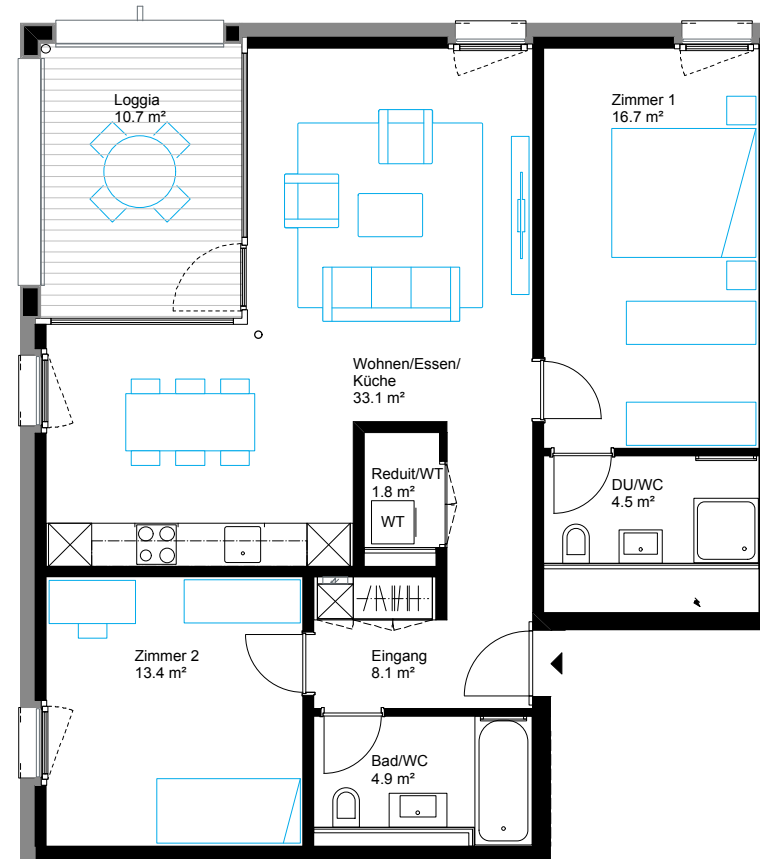 Loggia
10.7 m²
Zimmer 1
16.7 m²
Wohnen/Essen/
Küche
33.1 m²
Reduit/WT
1.8 m²
WT
DU/WC
4.5 m²
Zimmer 2
13.4 m²
Eingang
8.1 m²
Bad/WC
4.9 m²